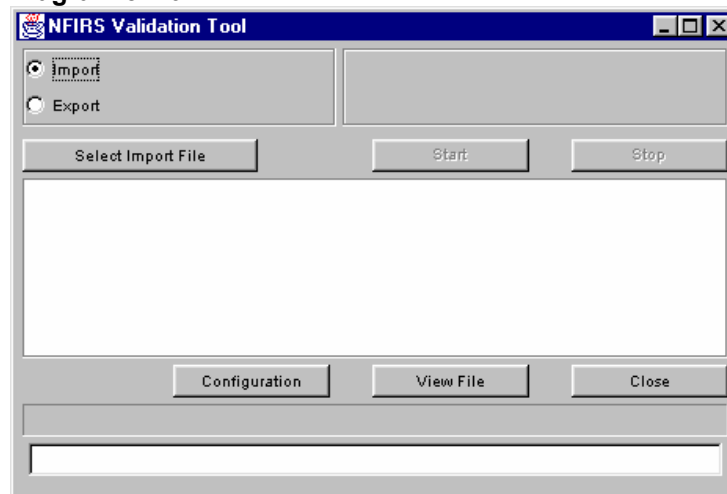 NFIRS Validation Tool
Import
Export
Select Import File
Start
Stop
Configuration
View File
Close